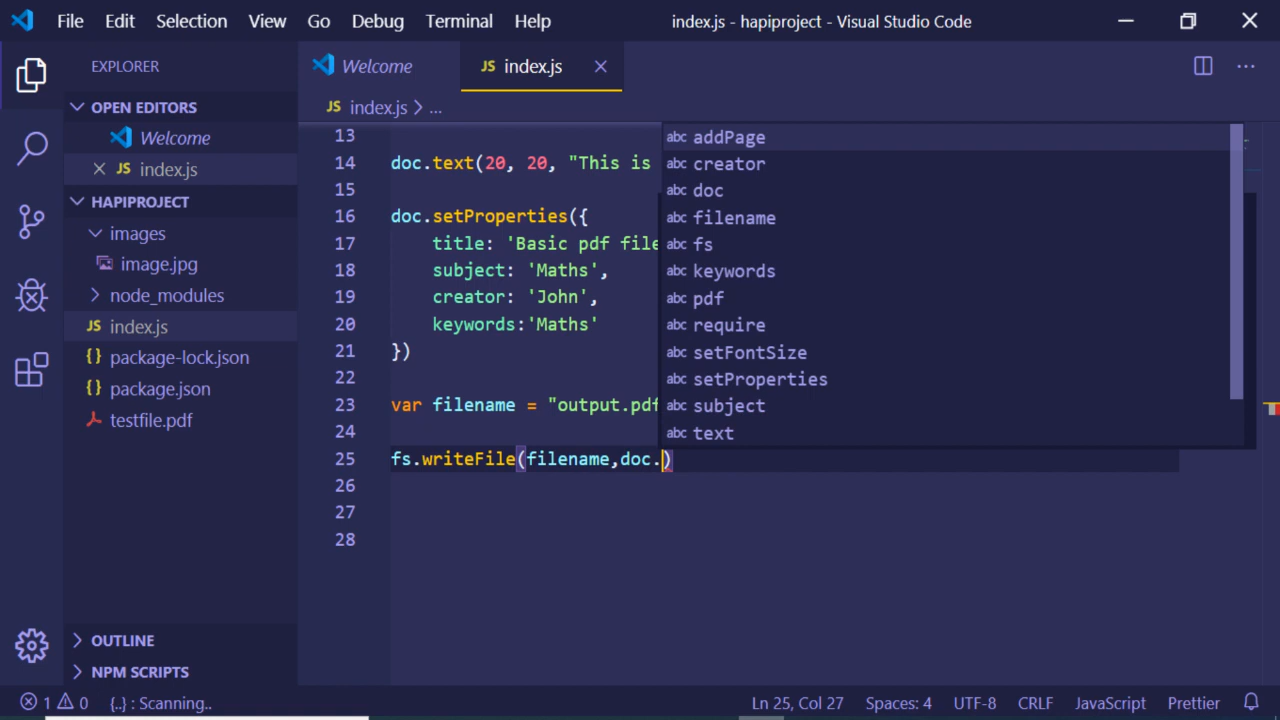 File Edit Selection View Go Debug Terminal Help index.js - hapiproject - Visual Studio Code
EXPLORER
OPEN EDITORS
Welcome
JS index.js
HAPIPROJECT
images
image.jpg
node_modules
JS index.js
{} package-lock.json
{} package.json
testfile.pdf
OUTLINE
NPM SCRIPTS
Welcome JS index.js
JS index.js > ...
13
14 doc.text(20, 20, "This is
15
16 doc.setProperties({
17 title: 'Basic pdf file
18 subject: 'Maths',
19 creator: 'John',
20 keywords:'Maths'
21 })
22
23 var filename = "output.pdf
24
25 fs.writeFile(filename,doc.)
26
27
28
abc addPage
abc creator
abc doc
abc filename
abc fs
abc keywords
abc pdf
abc require
abc setFontSize
abc setProperties
abc subject
abc text
1 0 {..} : Scanning.. Ln 25, Col 27 Spaces: 4 UTF-8 CRLF JavaScript Prettier